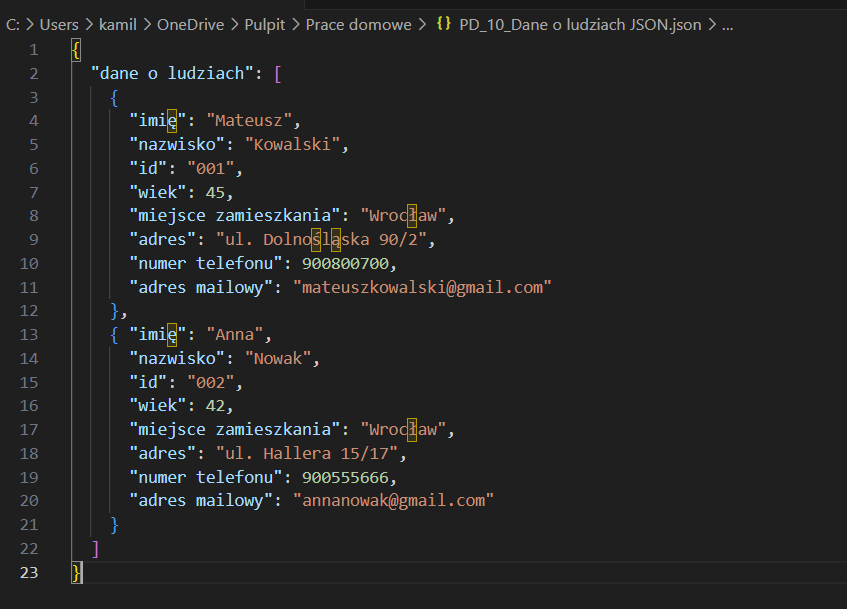 C: > Users > kamil > OneDrive > Pulpit > Prace domowe > {} PD_10_Dane o ludziach JSON.json > ...
1 {
2 "dane o ludziach": [
3 {
4 "imię": "Mateusz",
5 "nazwisko": "Kowalski",
6 "id": "001",
7 "wiek": 45,
8 "miejsce zamieszkania": "Wrocław",
9 "adres": "ul. Dolnośląska 90/2",
10 "numer telefonu": 900800700,
11 "adres mailowy": "mateuszkowalski@gmail.com"
12 },
13 { "imię": "Anna",
14 "nazwisko": "Nowak",
15 "id": "002",
16 "wiek": 42,
17 "miejsce zamieszkania": "Wrocław",
18 "adres": "ul. Hallera 15/17",
19 "numer telefonu": 900555666,
20 "adres mailowy": "annanowak@gmail.com"
21 }
22 ]
23 }